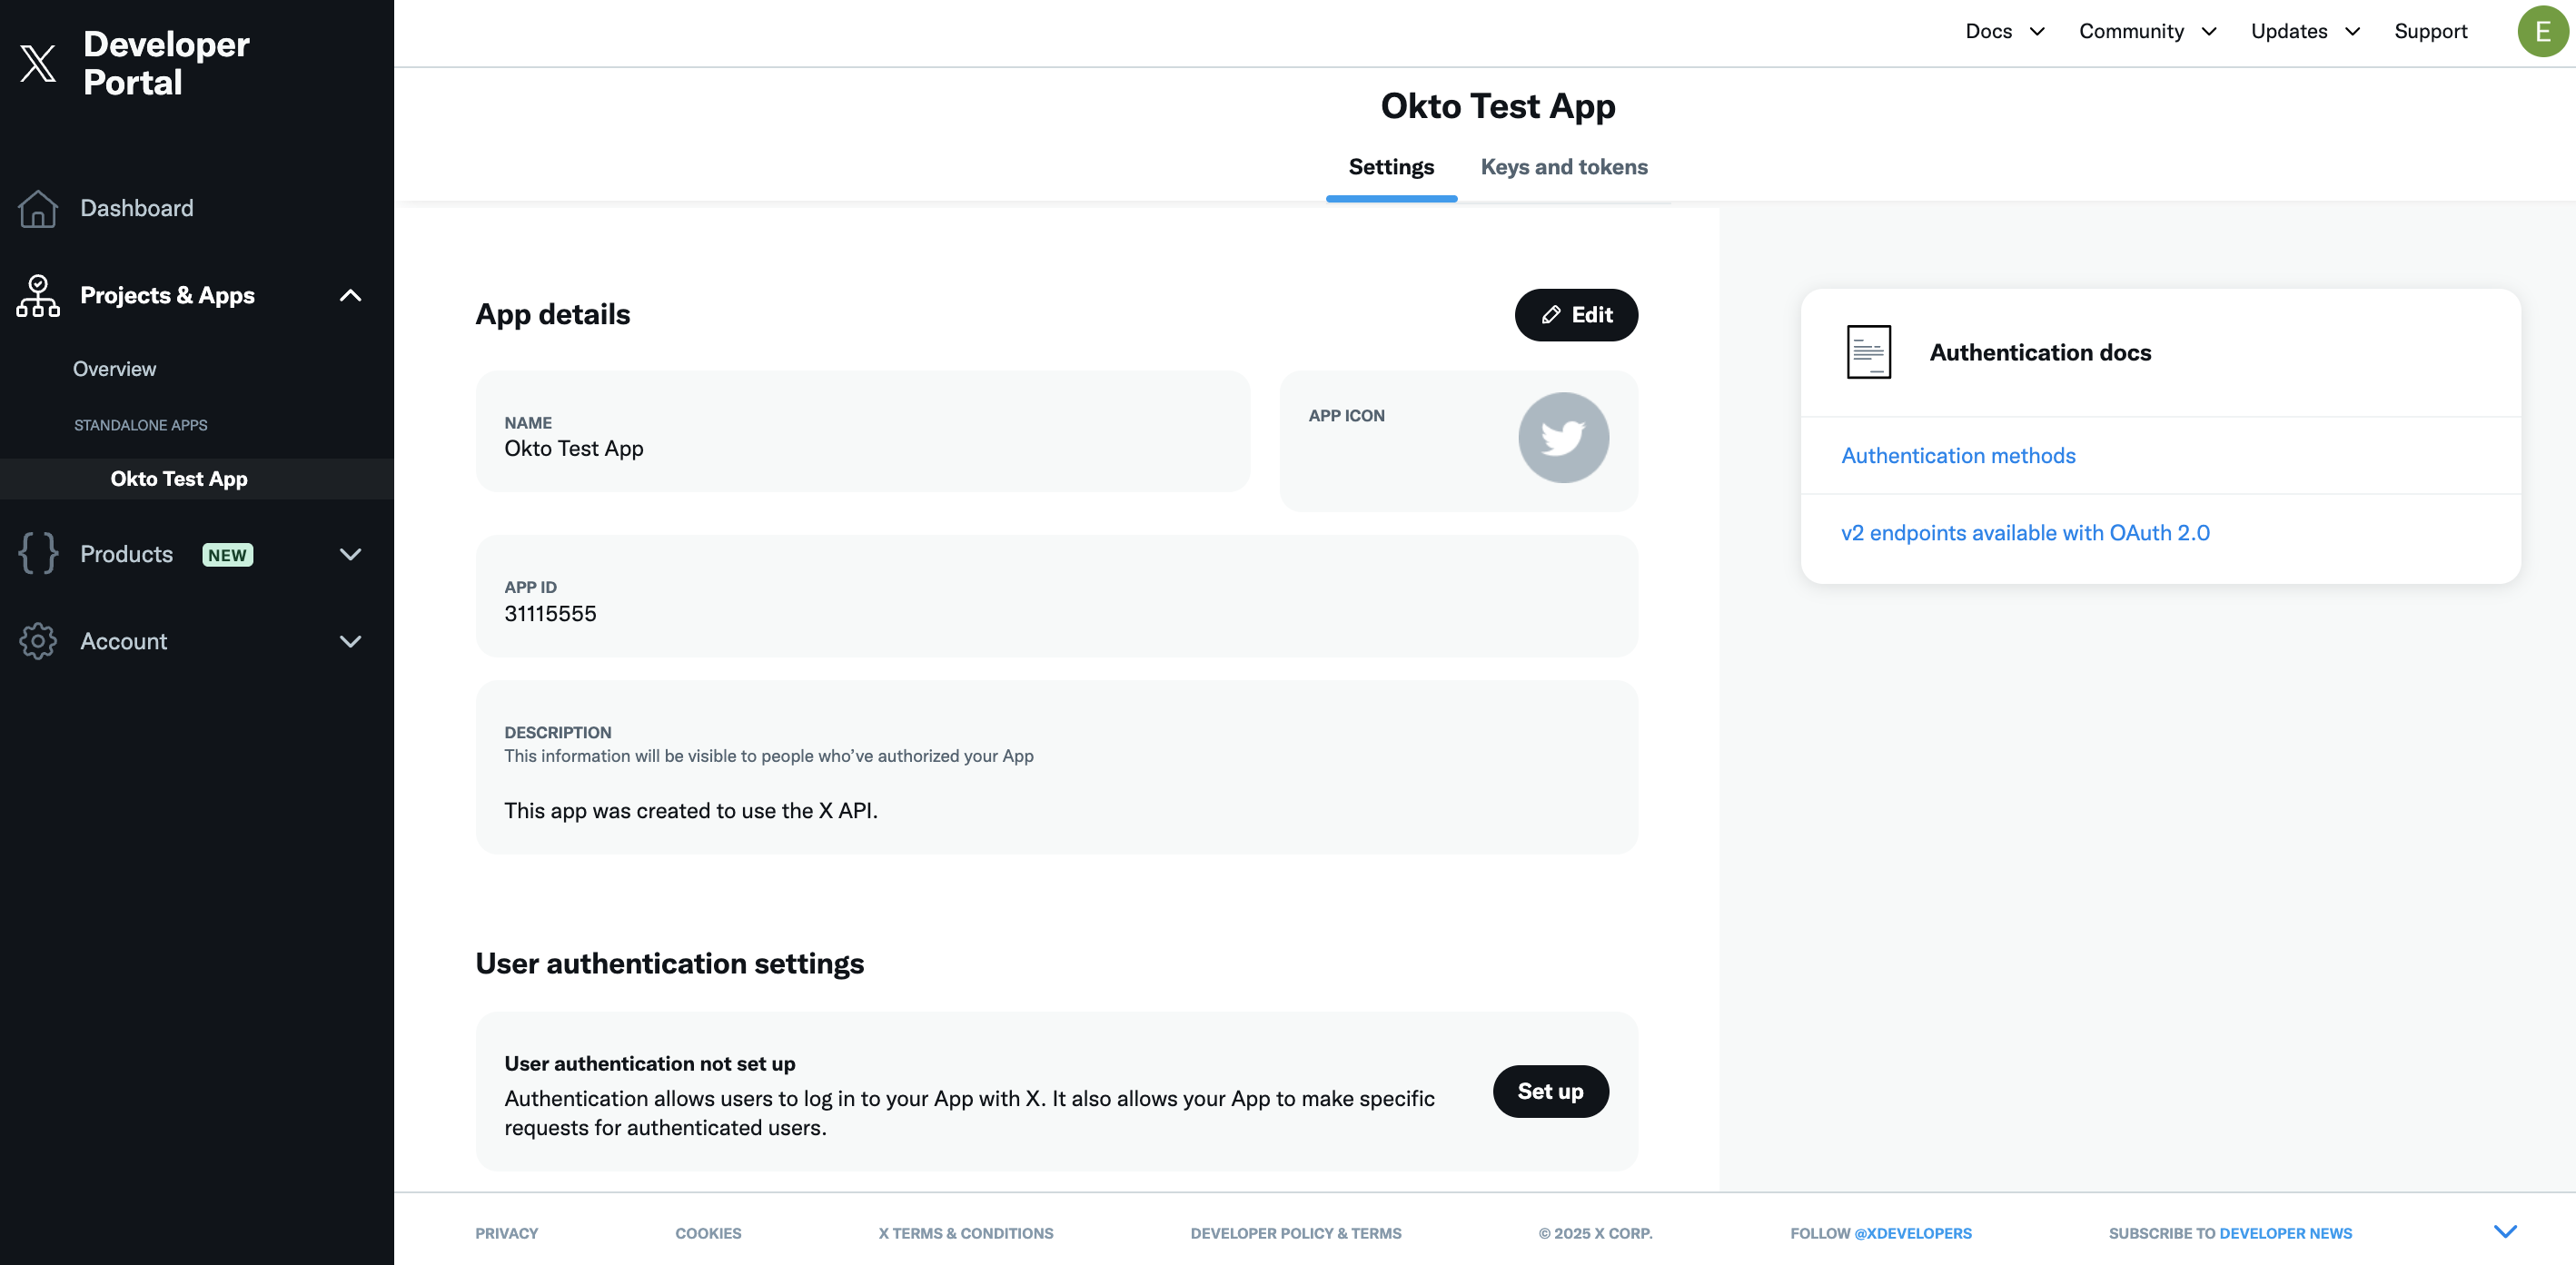 Developer
Portal
Docs
Community
Updates
Support
E
Okto Test App
Settings
Keys and tokens
Dashboard
Projects & Apps
Overview
STANDALONE APPS
Okto Test App
Products
NEW
Account
App details
Edit
NAME
Okto Test App
APP ICON
APP ID
31115555
DESCRIPTION
This information will be visible to people who’ve authorized your App
This app was created to use the X API.
User authentication settings
User authentication not set up
Authentication allows users to log in to your App with X. It also allows your App to make specific
requests for authenticated users.
Set up
Authentication docs
Authentication methods
v2 endpoints available with OAuth 2.0
PRIVACY
COOKIES
X TERMS & CONDITIONS
DEVELOPER POLICY & TERMS
© 2025 X CORP.
FOLLOW @XDEVELOPERS
SUBSCRIBE TO DEVELOPER NEWS